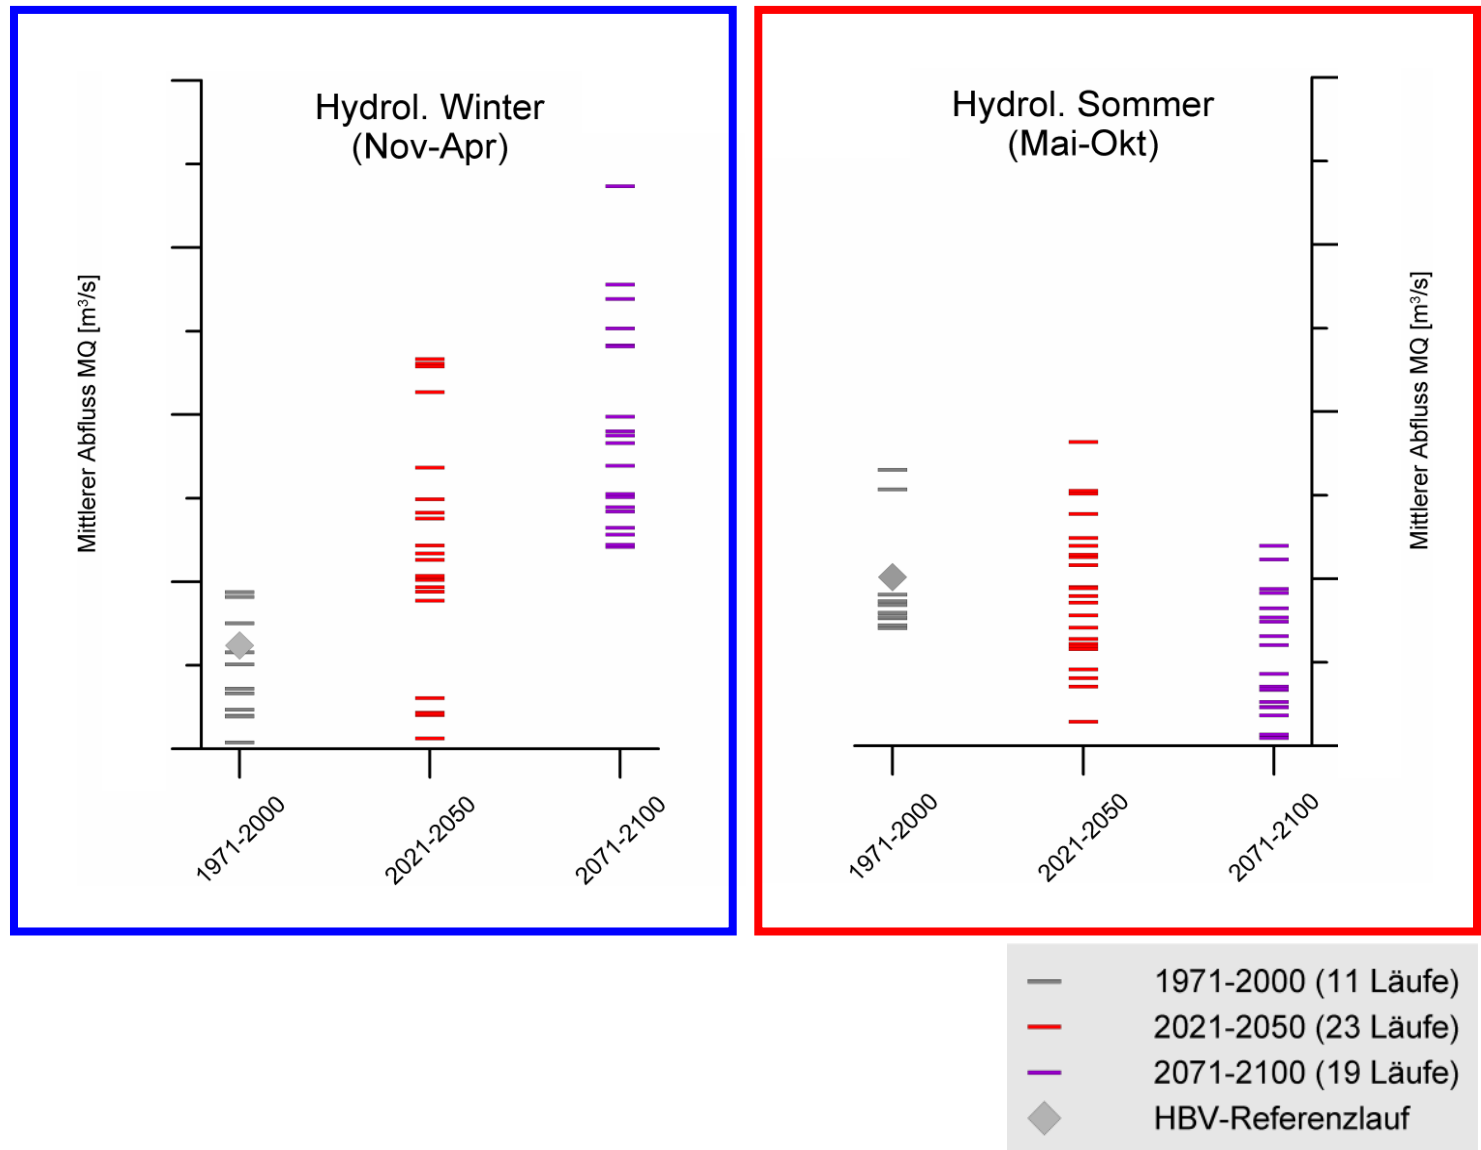 Hydrol. Winter
(Nov-Apr)
Mittlerer Abfluss MQ [m³/s]
1971-2000
2021-2050
2071-2100
Hydrol. Sommer
(Mai-Okt)
Mittlerer Abfluss MQ [m³/s]
1971-2000
2021-2050
2071-2100
1971-2000 (11 Läufe)
2021-2050 (23 Läufe)
2071-2100 (19 Läufe)
HBV-Referenzlauf